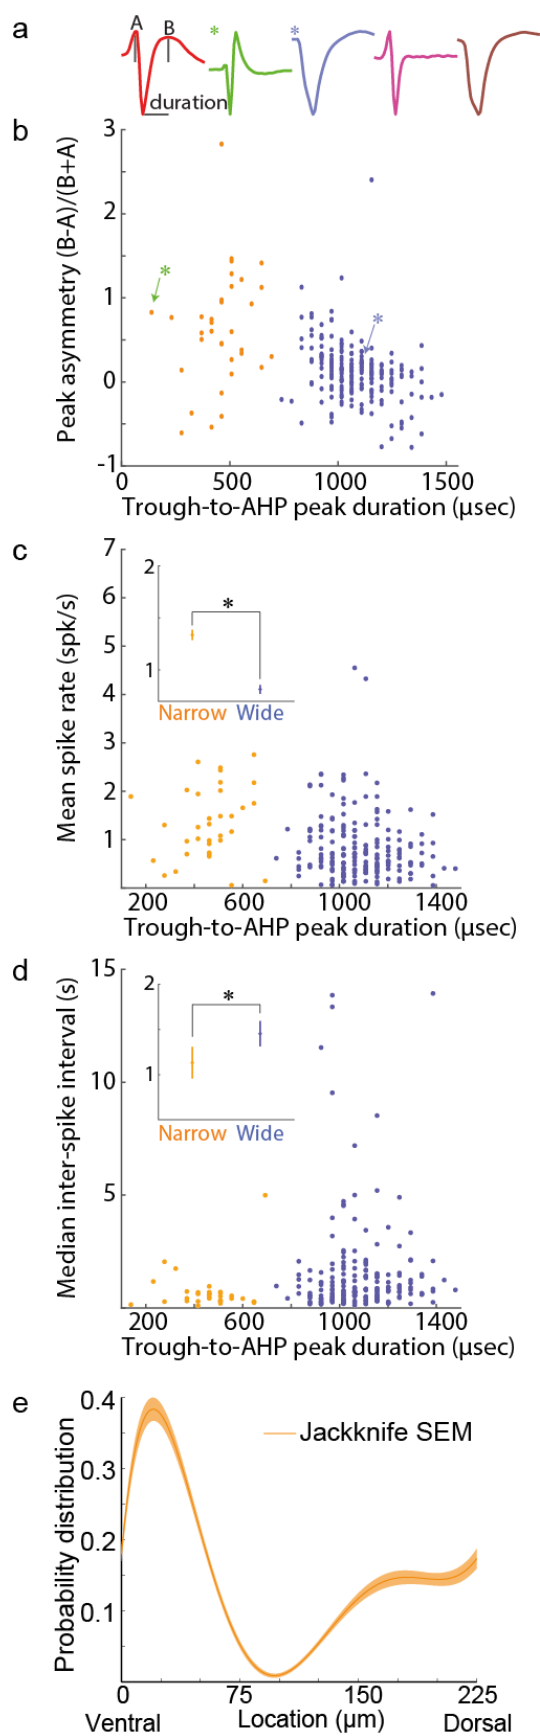 a
A
B
*
*
duration
b
Peak asymmetry (B-A)/(B+A)
3
2
1
0
-1
*
*
0
500
1000
1500
Trough-to-AHP peak duration (μsec)
c
Mean spike rate (spk/s)
7
6
5
4
3
2
1
2
1
*
Narrow Wide
200
600
1000
1400
Trough-to-AHP peak duration (μsec)
d
Median inter-spike interval (s)
15
10
5
2
1
*
Narrow Wide
200
600
1000
1400
Trough-to-AHP peak duration (μsec)
e
Probability distribution
0.4
0.3
0.2
0.1
Jackknife SEM
0
75
150
225
Ventral
Location (μm)
Dorsal